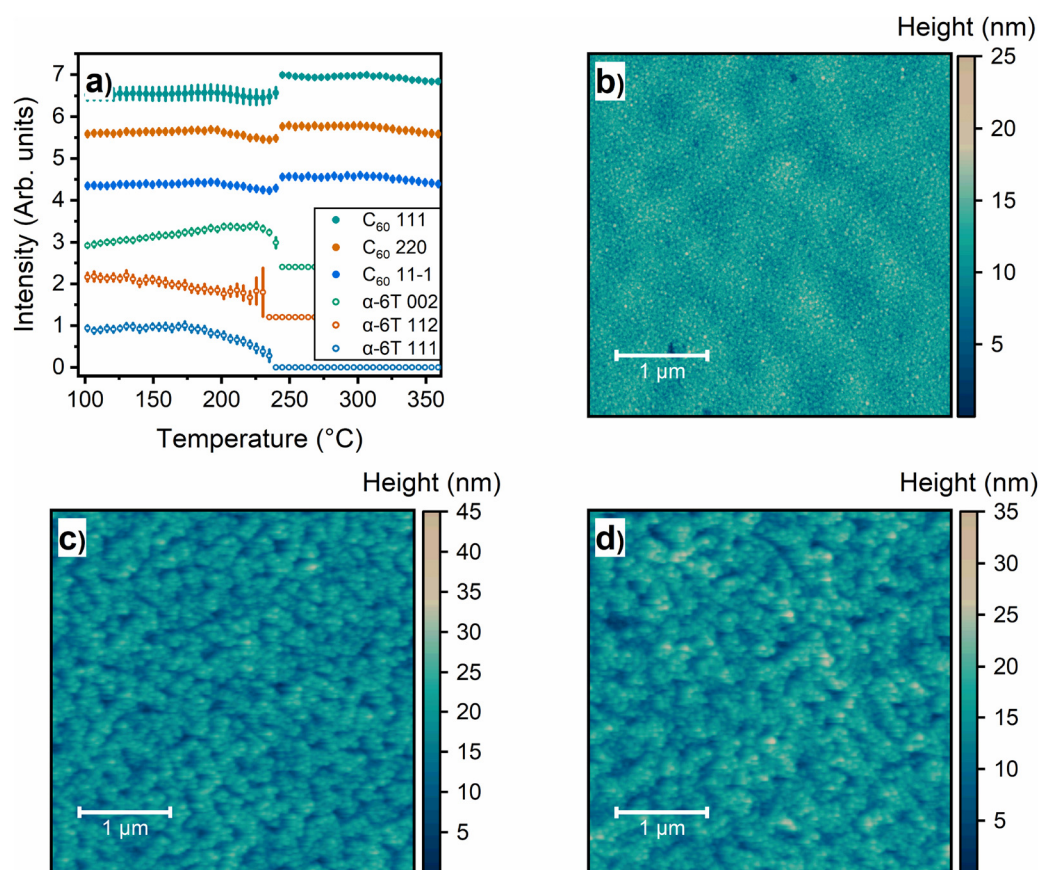 a)
Intensity (Arb. units)
7
6
5
4
3
2
1
0
C₆₀ 111
C₆₀ 220
C₆₀ 11-1
α-6T 002
α-6T 112
α-6T 111
100 150 200 250 300 350
Temperature (°C)
Height (nm)
b)
25
20
15
10
5
1 μm
Height (nm)
c)
45
40
35
30
25
20
15
10
5
1 μm
Height (nm)
d)
35
30
25
20
15
10
5
1 μm